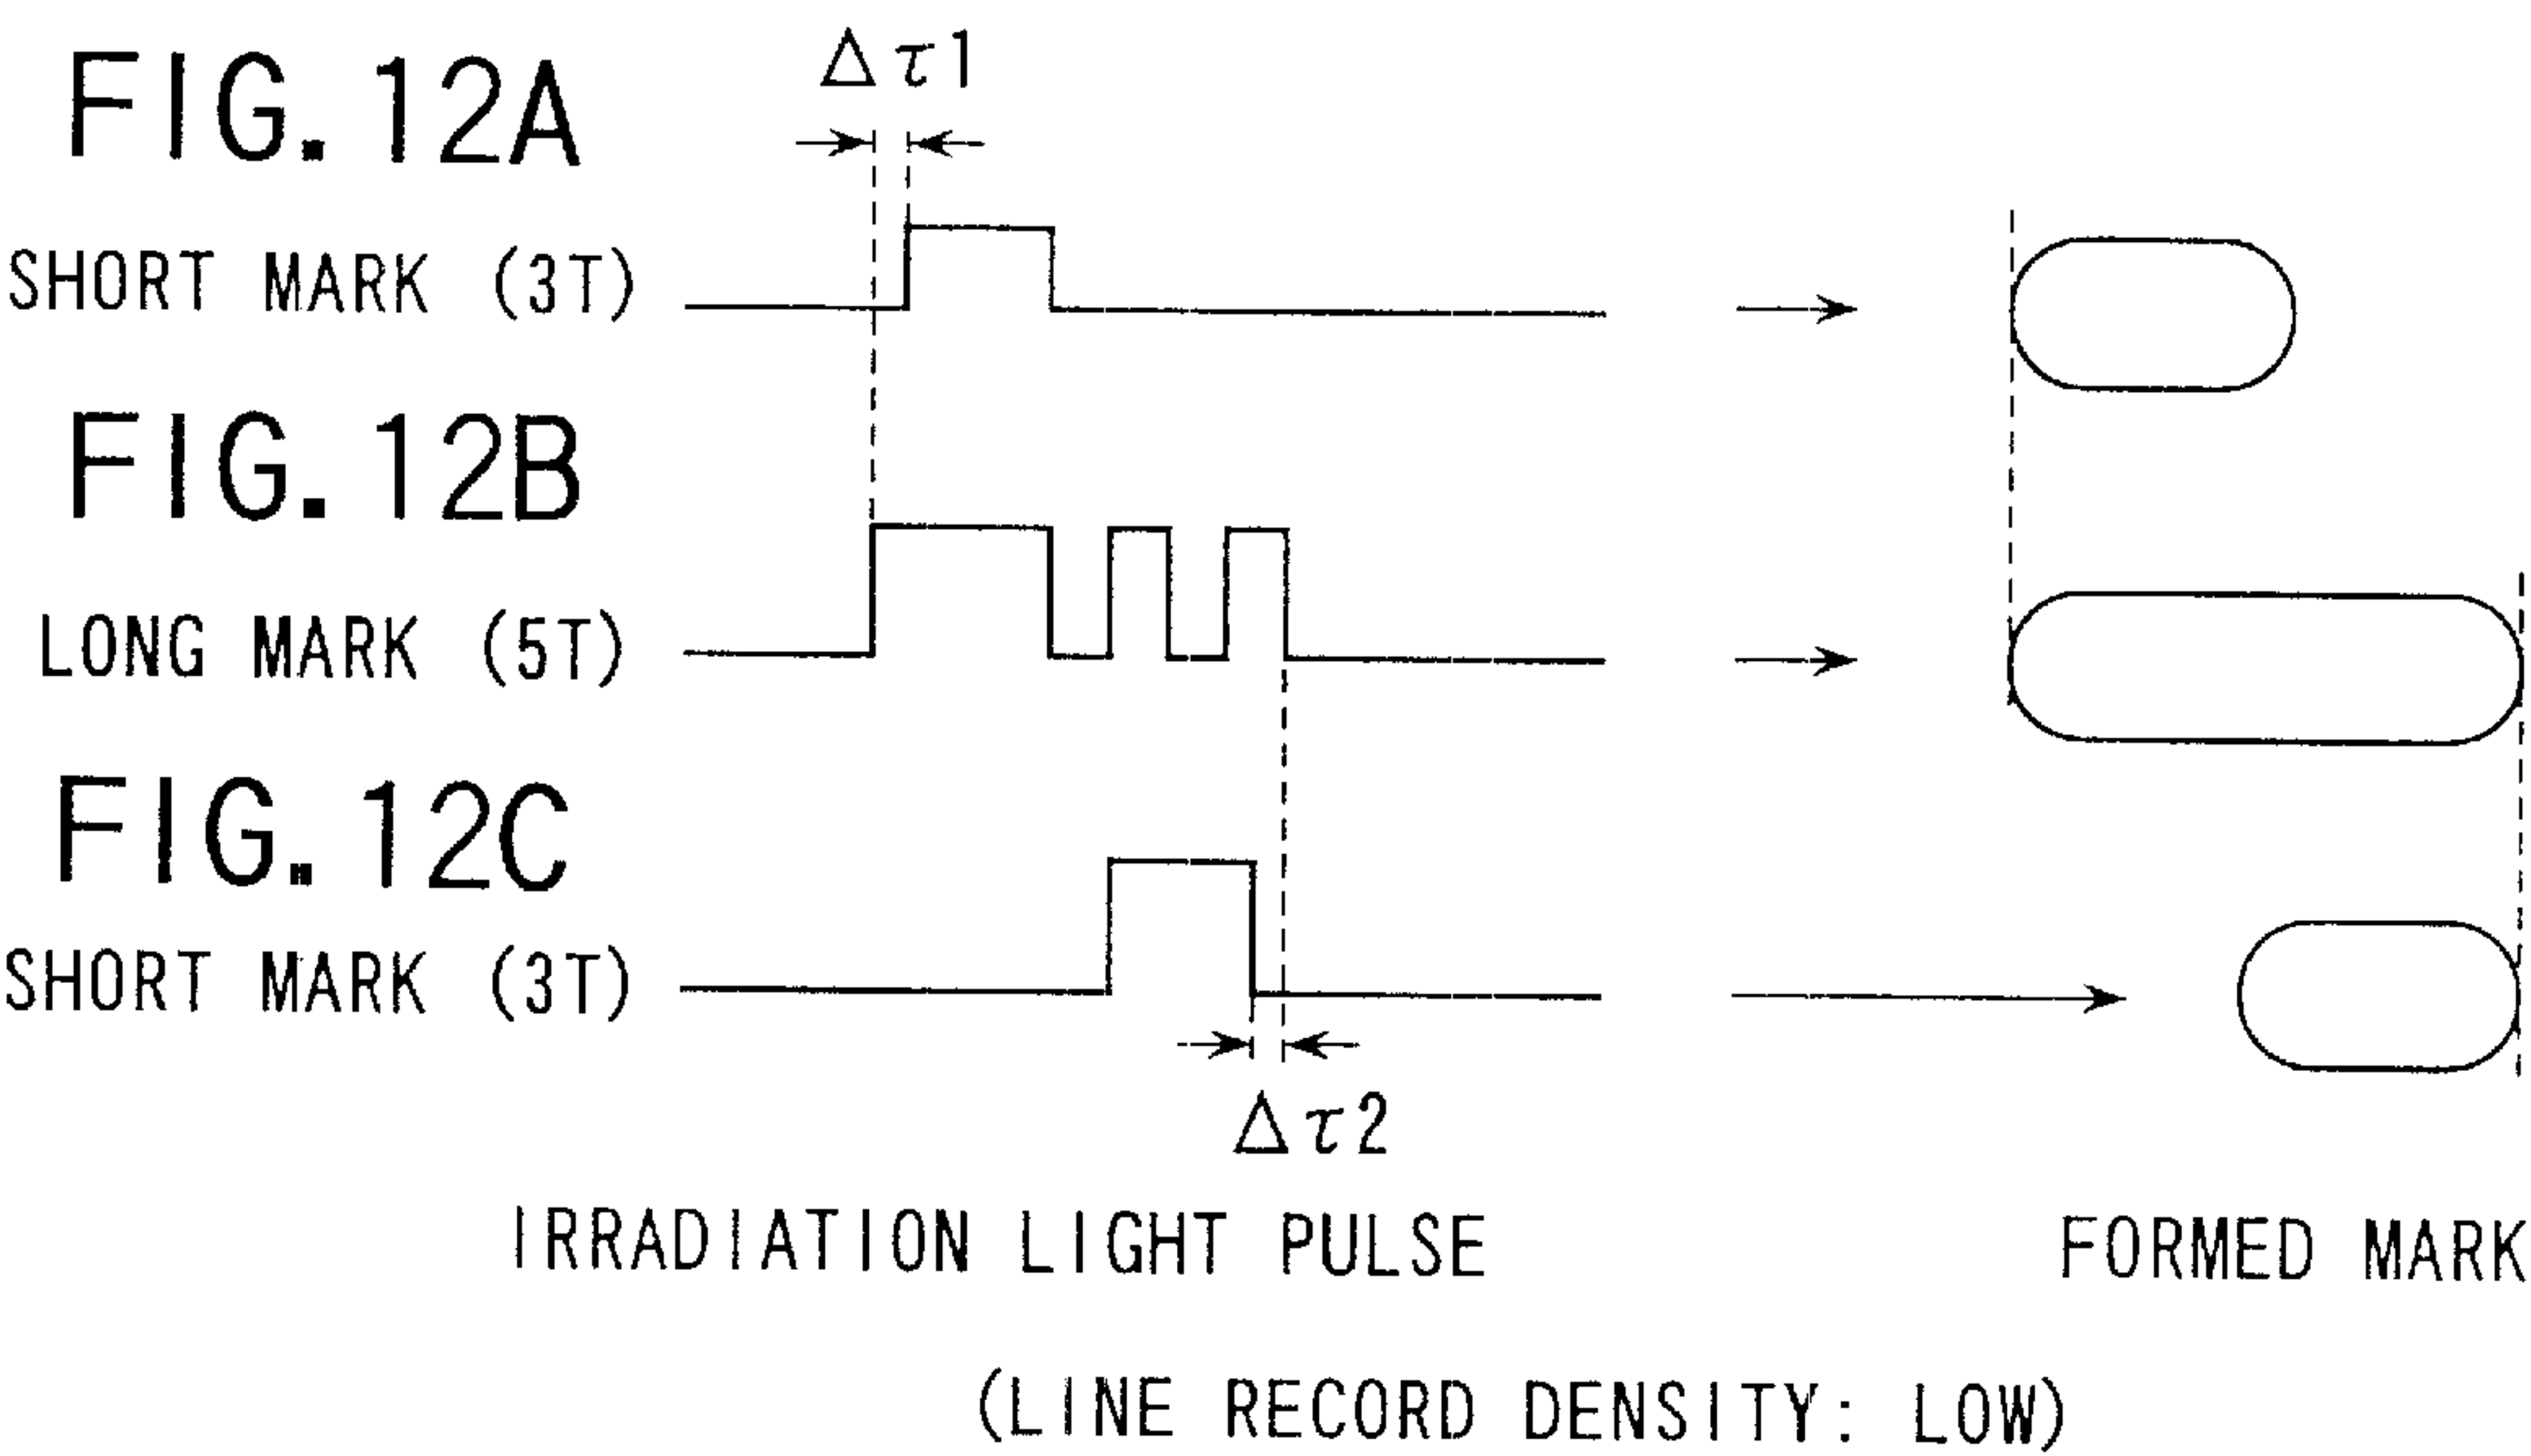 FIG.12A
Δτ1
SHORT MARK (3T)
FIG.12B
LONG MARK (5T)
FIG.12C
SHORT MARK (3T)
Δτ2
IRRADIATION LIGHT PULSE
FORMED MARK
(LINE RECORD DENSITY: LOW)